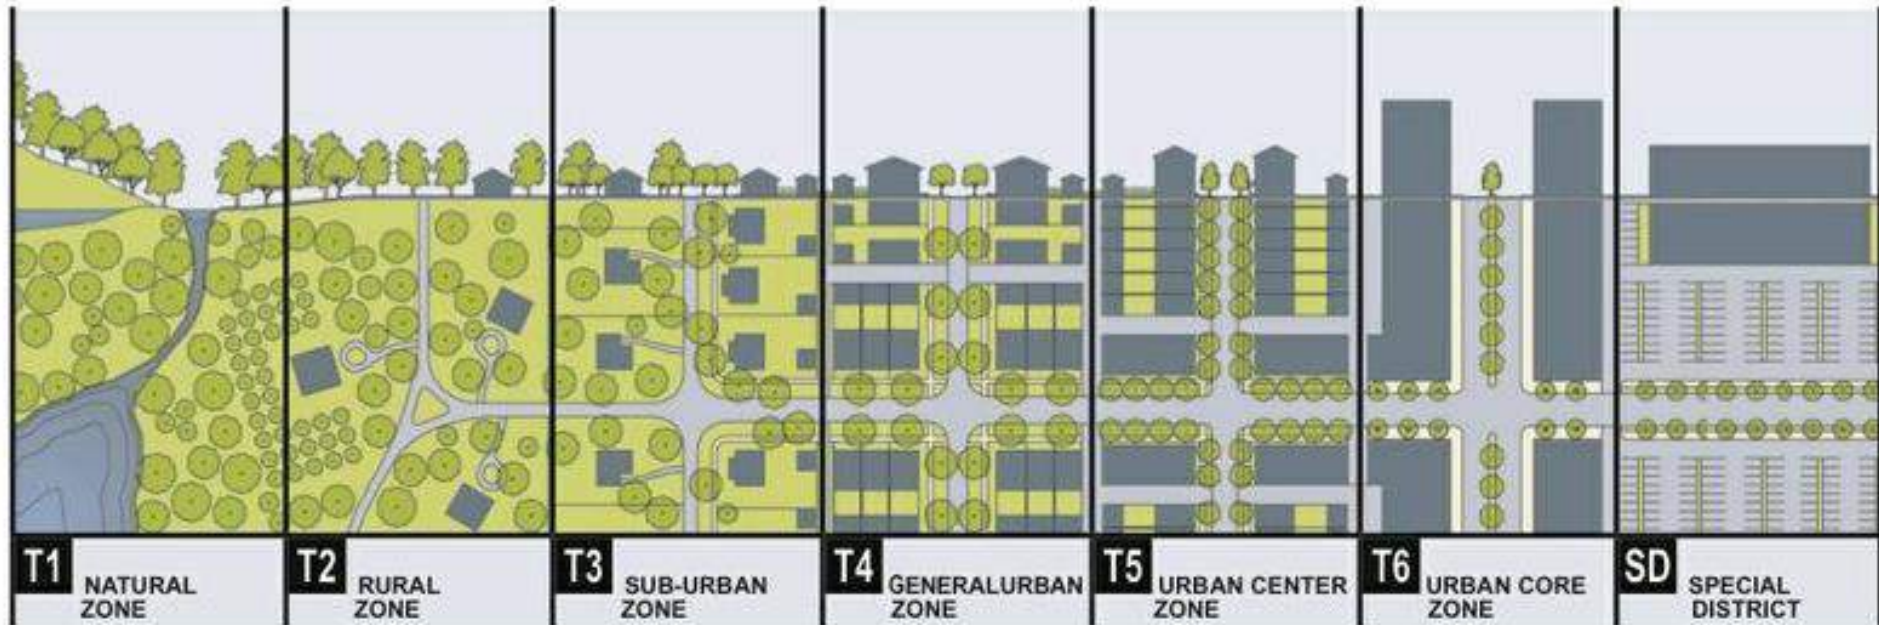 T1 NATURAL
ZONE
T2 RURAL
ZONE
T3 SUB-URBAN
ZONE
T4 GENERALURBAN
ZONE
T5 URBAN CENTER
ZONE
T6 URBAN CORE
ZONE
SD SPECIAL
DISTRICT